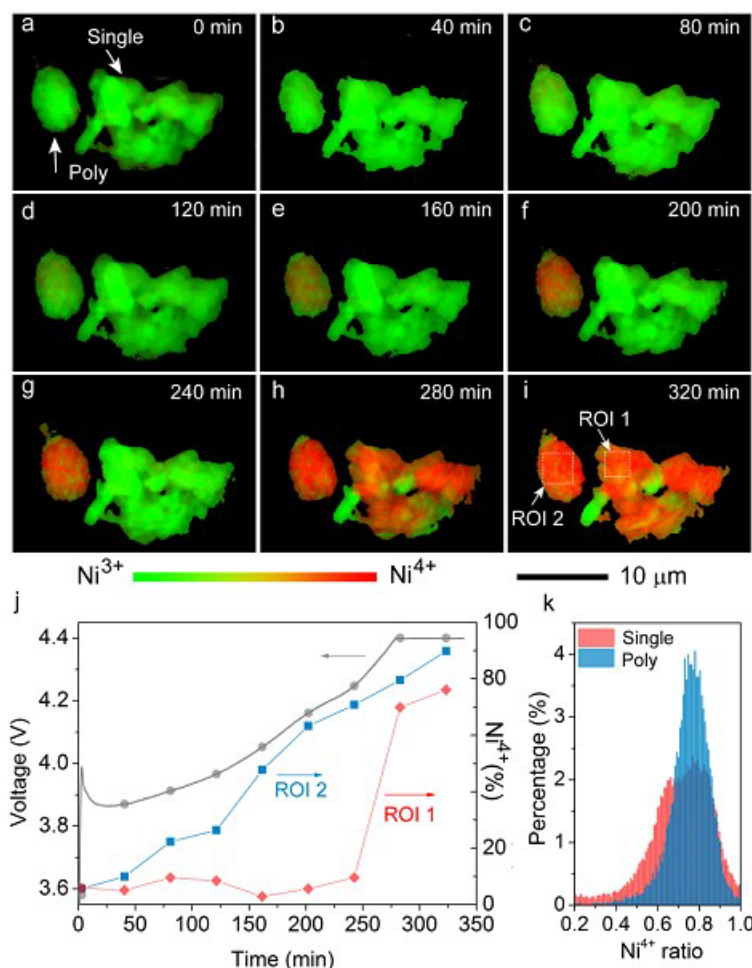 a 0 min
Single
Poly
b 40 min
c 80 min
d 120 min
e 160 min
f 200 min
g 240 min
h 280 min
i 320 min
ROI 1
ROI 2
Ni3+ Ni4+ 10 μm
j
4.4
4.2
4.0
3.8
3.6
Voltage (V)
100
80
60
40
20
0
Ni4+(%)
ROI 2
ROI 1
0 50 100 150 200 250 300 350
Time (min)
k
Single
Poly
5
4
3
2
1
0
Percentage (%)
0.2 0.4 0.6 0.8 1.0
Ni4+ ratio